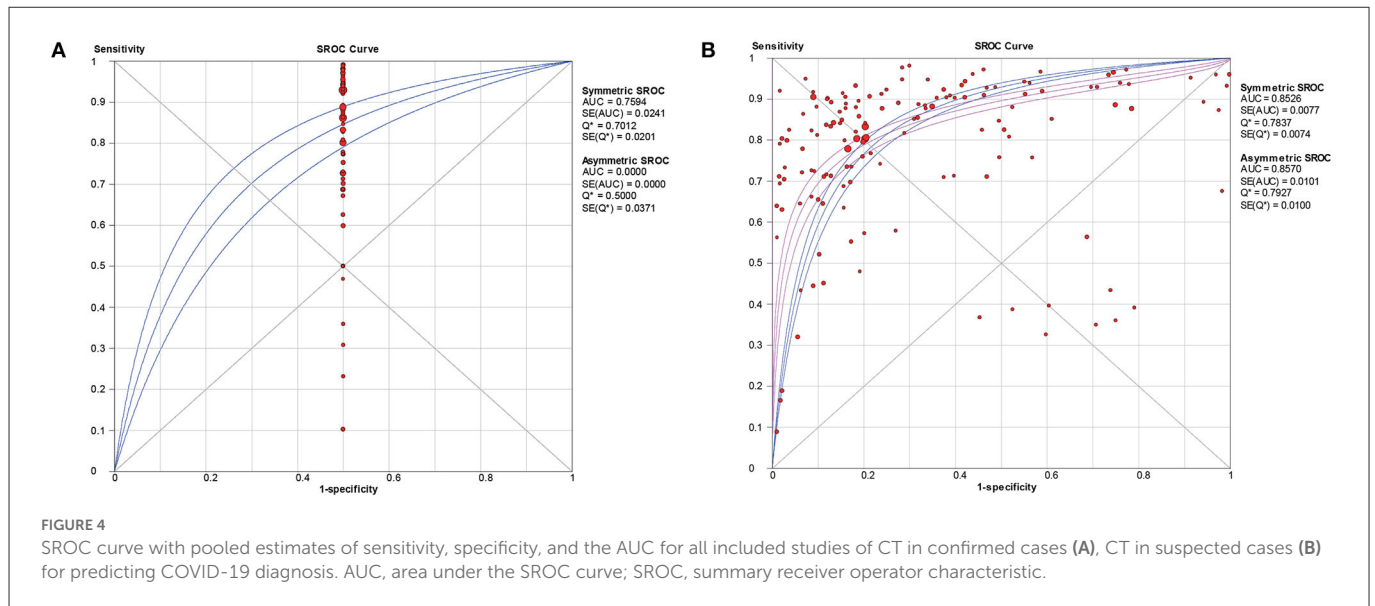 A
Sensitivity
SROC Curve
1
0.9
0.8
0.7
0.6
0.5
0.4
0.3
0.2
0.1
0
0 0.2 0.4 0.6 0.8 1
1-specificity
Symmetric SROC
AUC = 0.7594
SE(AUC) = 0.0241
Q* = 0.7012
SE(Q*) = 0.0201
Asymmetric SROC
AUC = 0.0000
SE(AUC) = 0.0000
Q* = 0.5000
SE(Q*) = 0.0371
B
Sensitivity
SROC Curve
1
0.9
0.8
0.7
0.6
0.5
0.4
0.3
0.2
0.1
0
0 0.2 0.4 0.6 0.8 1
1-specificity
Symmetric SROC
AUC = 0.8526
SE(AUC) = 0.0077
Q* = 0.7837
SE(Q*) = 0.0074
Asymmetric SROC
AUC = 0.8570
SE(AUC) = 0.0101
Q* = 0.7927
SE(Q*) = 0.0100
FIGURE 4
SROC curve with pooled estimates of sensitivity, specificity, and the AUC for all included studies of CT in confirmed cases (A), CT in suspected cases (B)
for predicting COVID-19 diagnosis. AUC, area under the SROC curve; SROC, summary receiver operator characteristic.